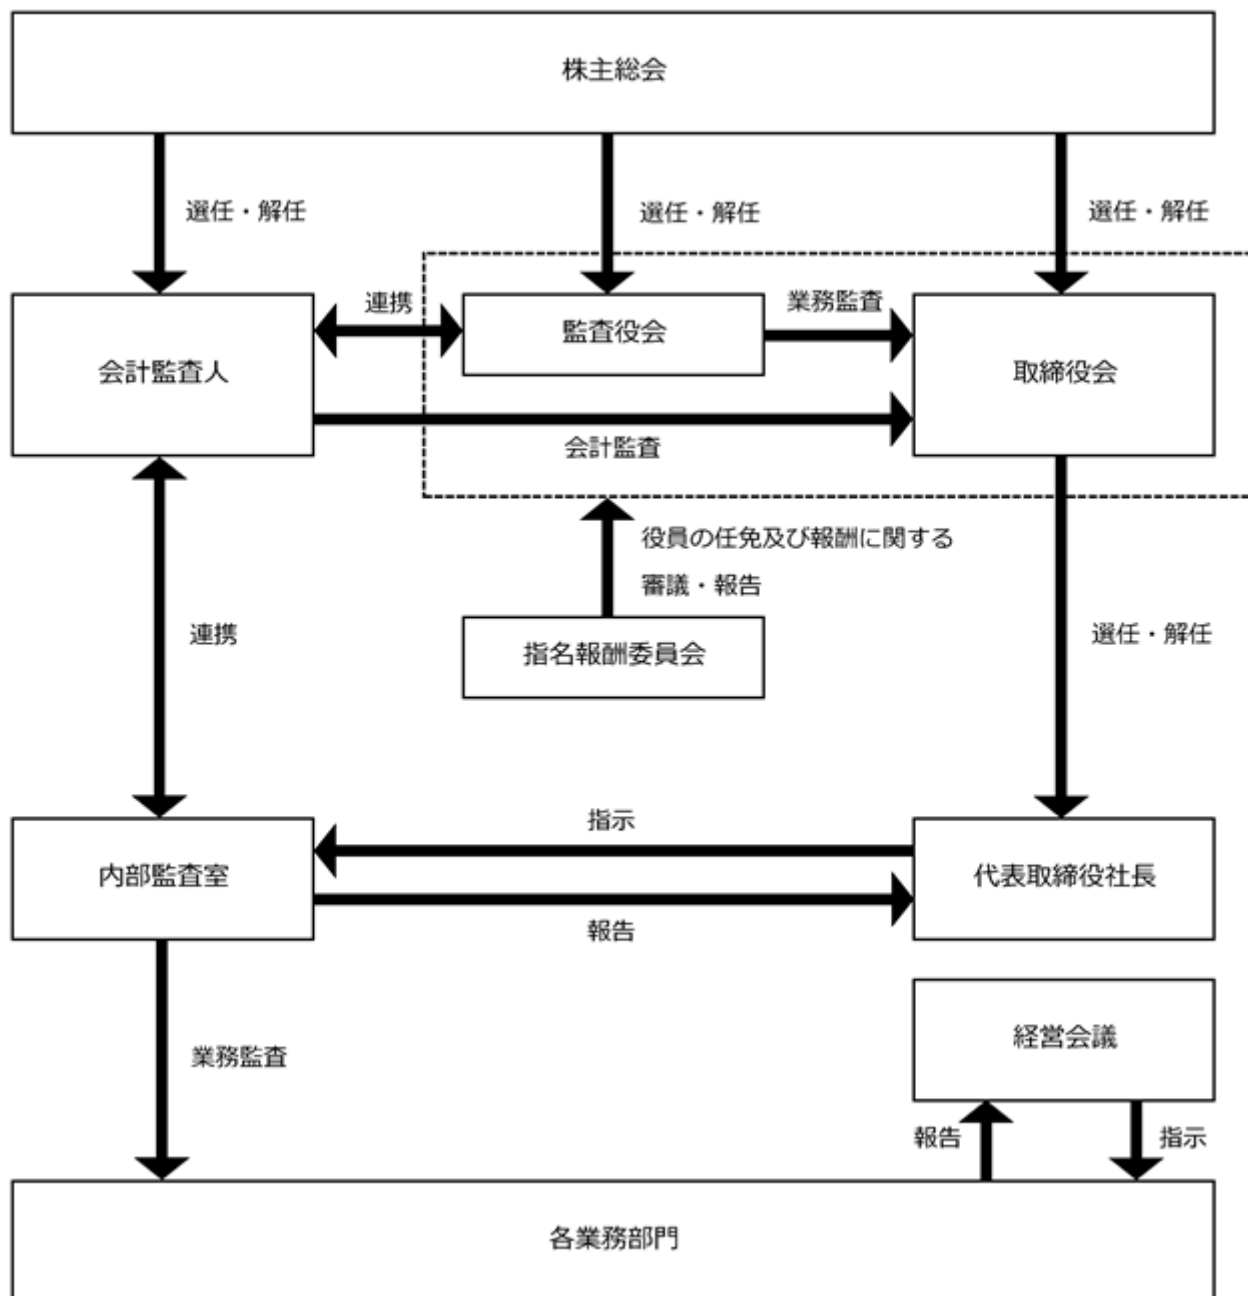 株主総会
選任・解任
選任・解任
選任・解任
連携
監査役会
業務監査
会計監査人
取締役会
会計監査
役員の任免及び報酬に関する
審議・報告
連携
指名報酬委員会
選任・解任
指示
内部監査室
代表取締役社長
報告
経営会議
業務監査
報告
指示
各業務部門